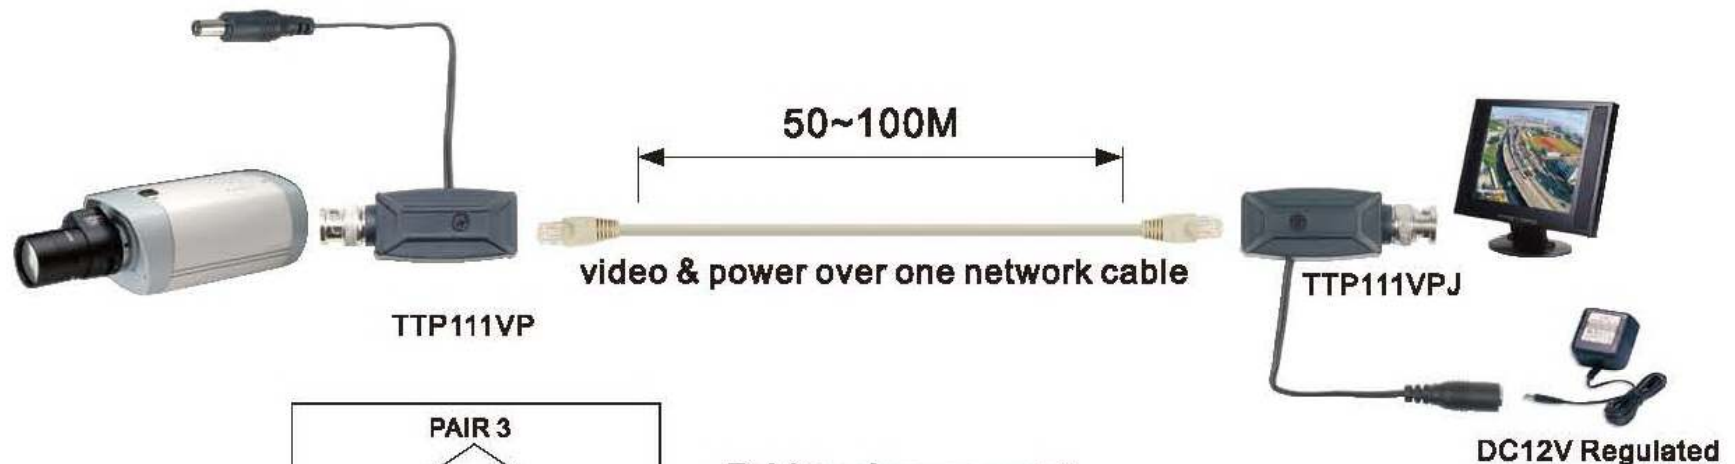 50~100M
video & power over one network cable
TTP111VP
TTP111VPJ
PAIR 3
DC12V Regulated